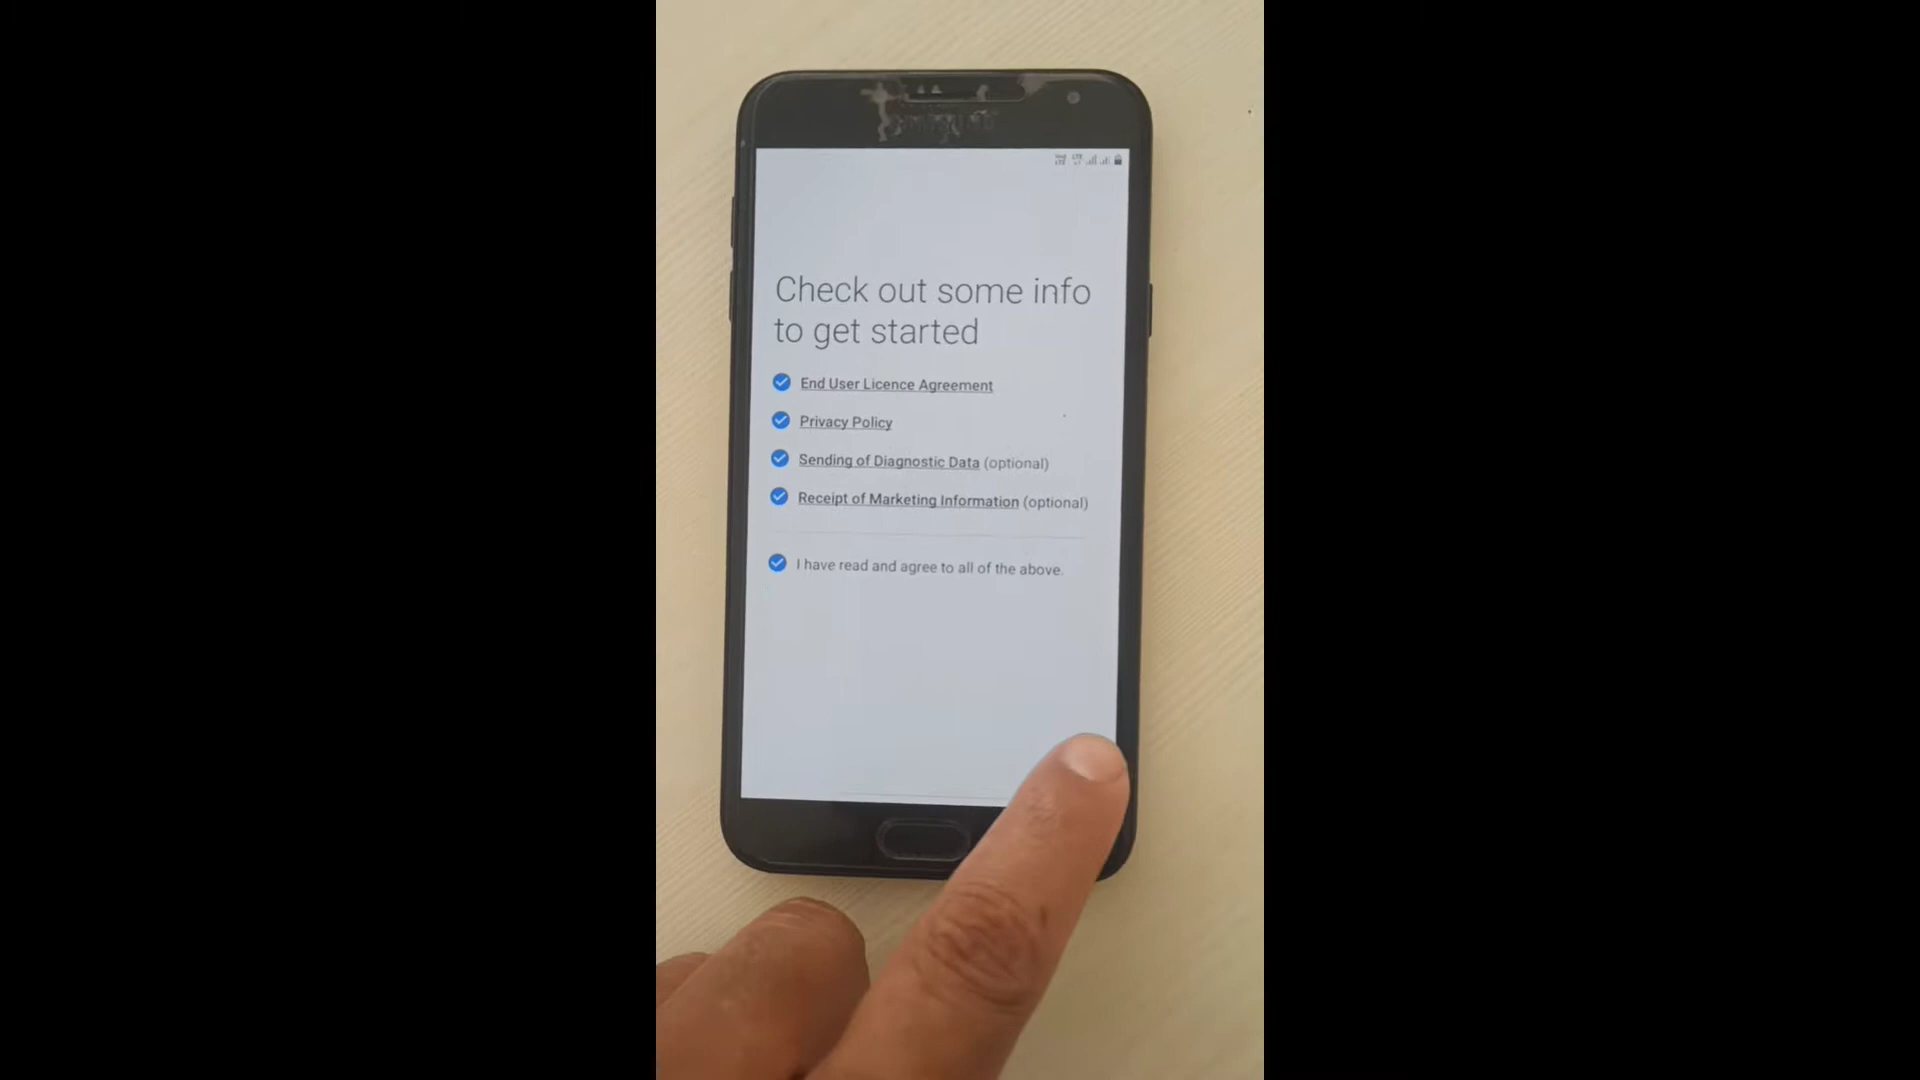 Check out some info
to get started
End User Licence Agreement
Privacy Policy
Sending of Diagnostic Data (optional)
Receipt of Marketing Information (optional)
I have read and agree to all of the above.